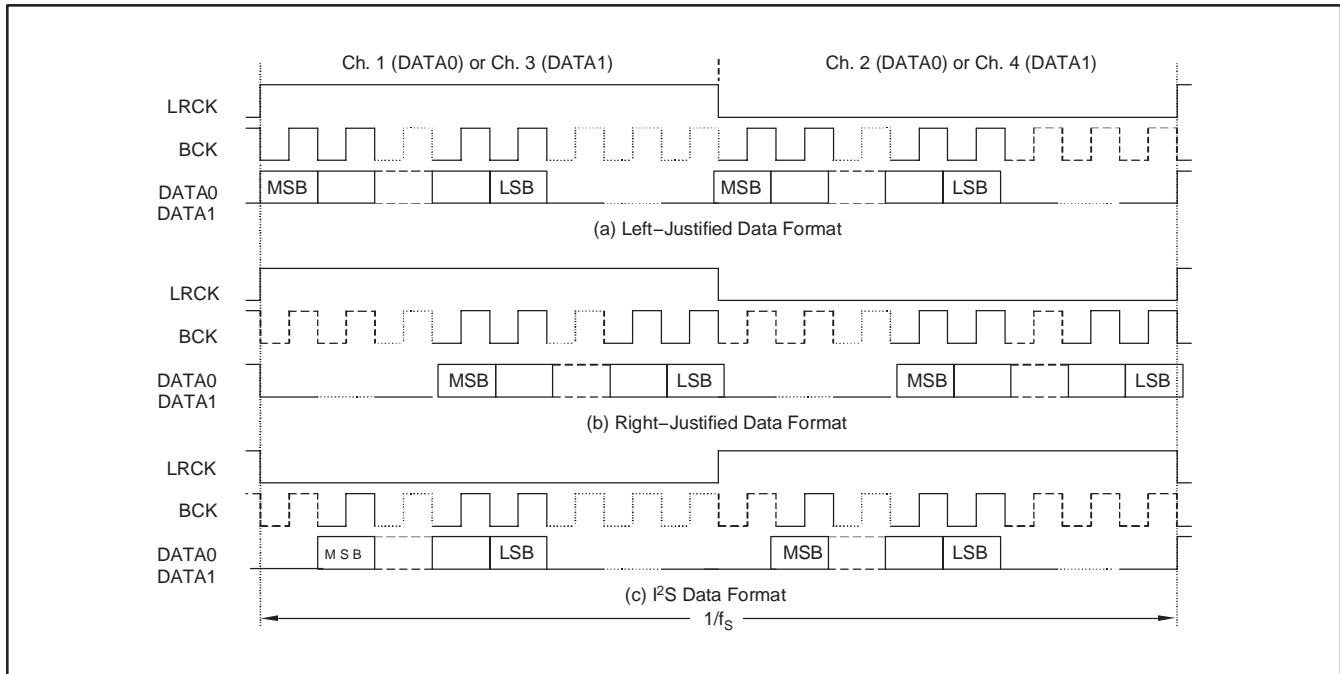 Ch. 1 (DATA0) or Ch. 3 (DATA1)
Ch. 2 (DATA0) or Ch. 4 (DATA1)
LRCK
BCK
DATA0
DATA1
MSB
LSB
MSB
LSB
(a) Left−Justified Data Format
LRCK
BCK
DATA0
DATA1
MSB
LSB
MSB
LSB
(b) Right−Justified Data Format
LRCK
BCK
DATA0
DATA1
M S B
LSB
MSB
LSB
(c) I²S Data Format
1/fS